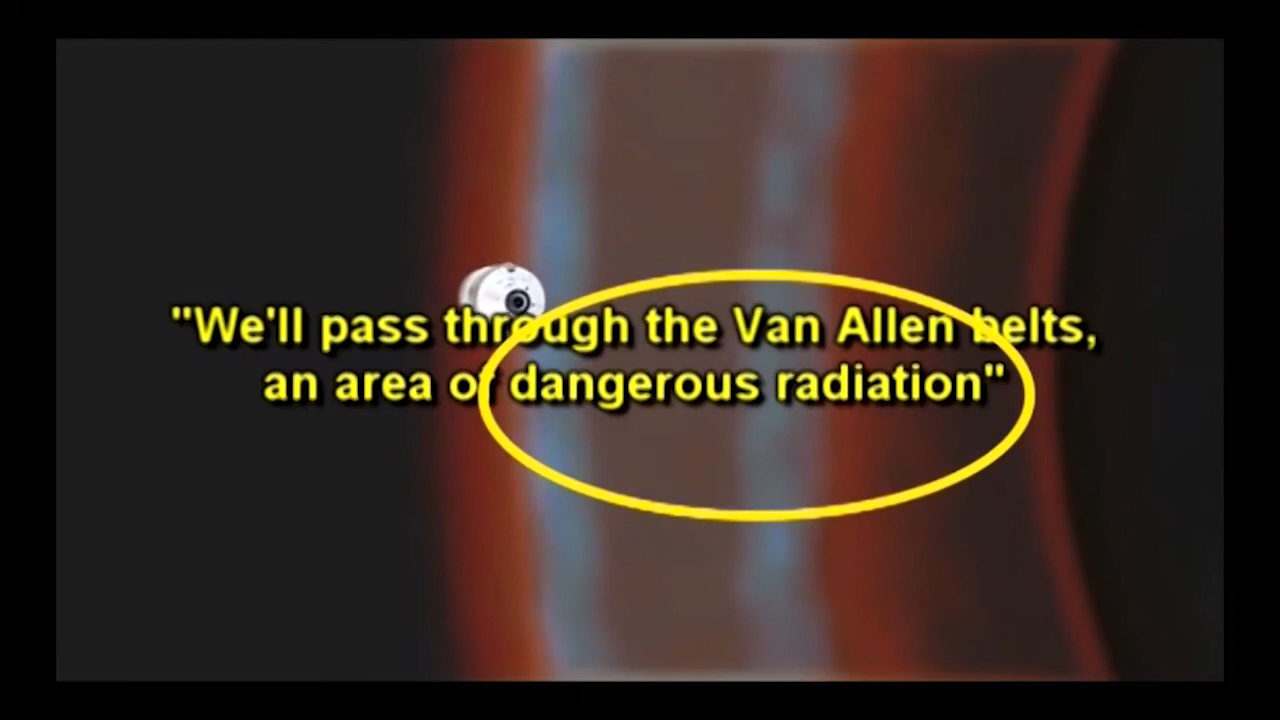 "We'll pass through the Van Allen belts,
an area of dangerous radiation"